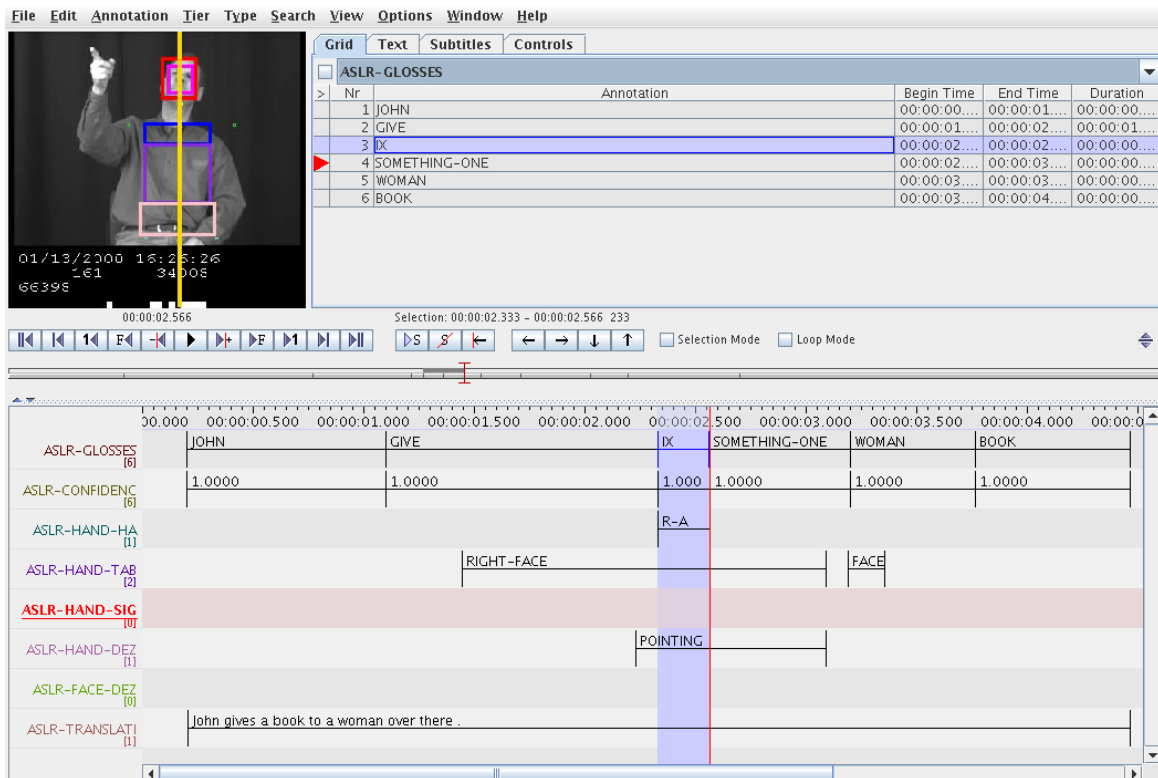 File Edit Annotation Tier Type Search View Options Window Help
Grid Text Subtitles Controls
ASLR-GLOSSES
> Nr Annotation Begin Time End Time Duration
1 JOHN 00:00:00.... 00:00:01.... 00:00:00....
2 GIVE 00:00:01.... 00:00:02.... 00:00:01....
3 IX 00:00:02.... 00:00:02.... 00:00:00....
4 SOMETHING-ONE 00:00:02.... 00:00:03.... 00:00:00....
5 WOMAN 00:00:03.... 00:00:03.... 00:00:00....
6 BOOK 00:00:03.... 00:00:04.... 00:00:00....
01/13/2000 16:26:26
161 34008
66398
00:00:02.566 Selection: 00:00:02.333 - 00:00:02.566 233
1 F + F 1 S S Selection Mode Loop Mode
00.000 00:00:00.500 00:00:01.000 00:00:01.500 00:00:02.000 00:00:02.500 00:00:03.000 00:00:03.500 00:00:04.000 00:00:0
ASLR-GLOSSES JOHN GIVE IX SOMETHING-ONE WOMAN BOOK
[6]
ASLR-CONFIDENC 1.0000 1.0000 1.000 1.0000 1.0000 1.0000
[6]
ASLR-HAND-HA R-A
[1]
ASLR-HAND-TAB RIGHT-FACE FACE
[2]
ASLR-HAND-SIG
[0]
ASLR-HAND-DEZ POINTING
[1]
ASLR-FACE-DEZ
[0]
ASLR-TRANSLATI John gives a book to a woman over there .
[1]